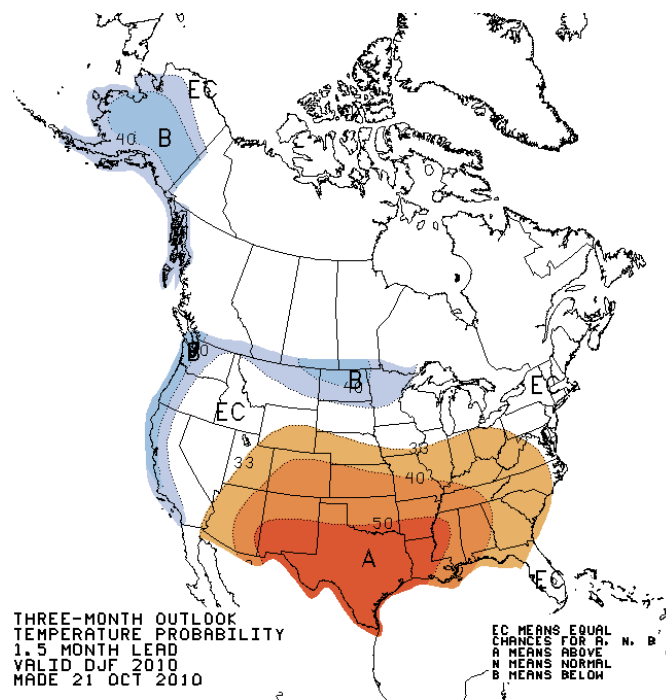 EC
40
B
B
B
40
EC
EC
33
33
40
50
A
EC
THREE-MONTH OUTLOOK
TEMPERATURE PROBABILITY
1.5 MONTH LEAD
VALID DJF 2010
MADE 21 OCT 2010
EC MEANS EQUAL
CHANCES FOR A, N, B
A MEANS ABOVE
N MEANS NORMAL
B MEANS BELOW